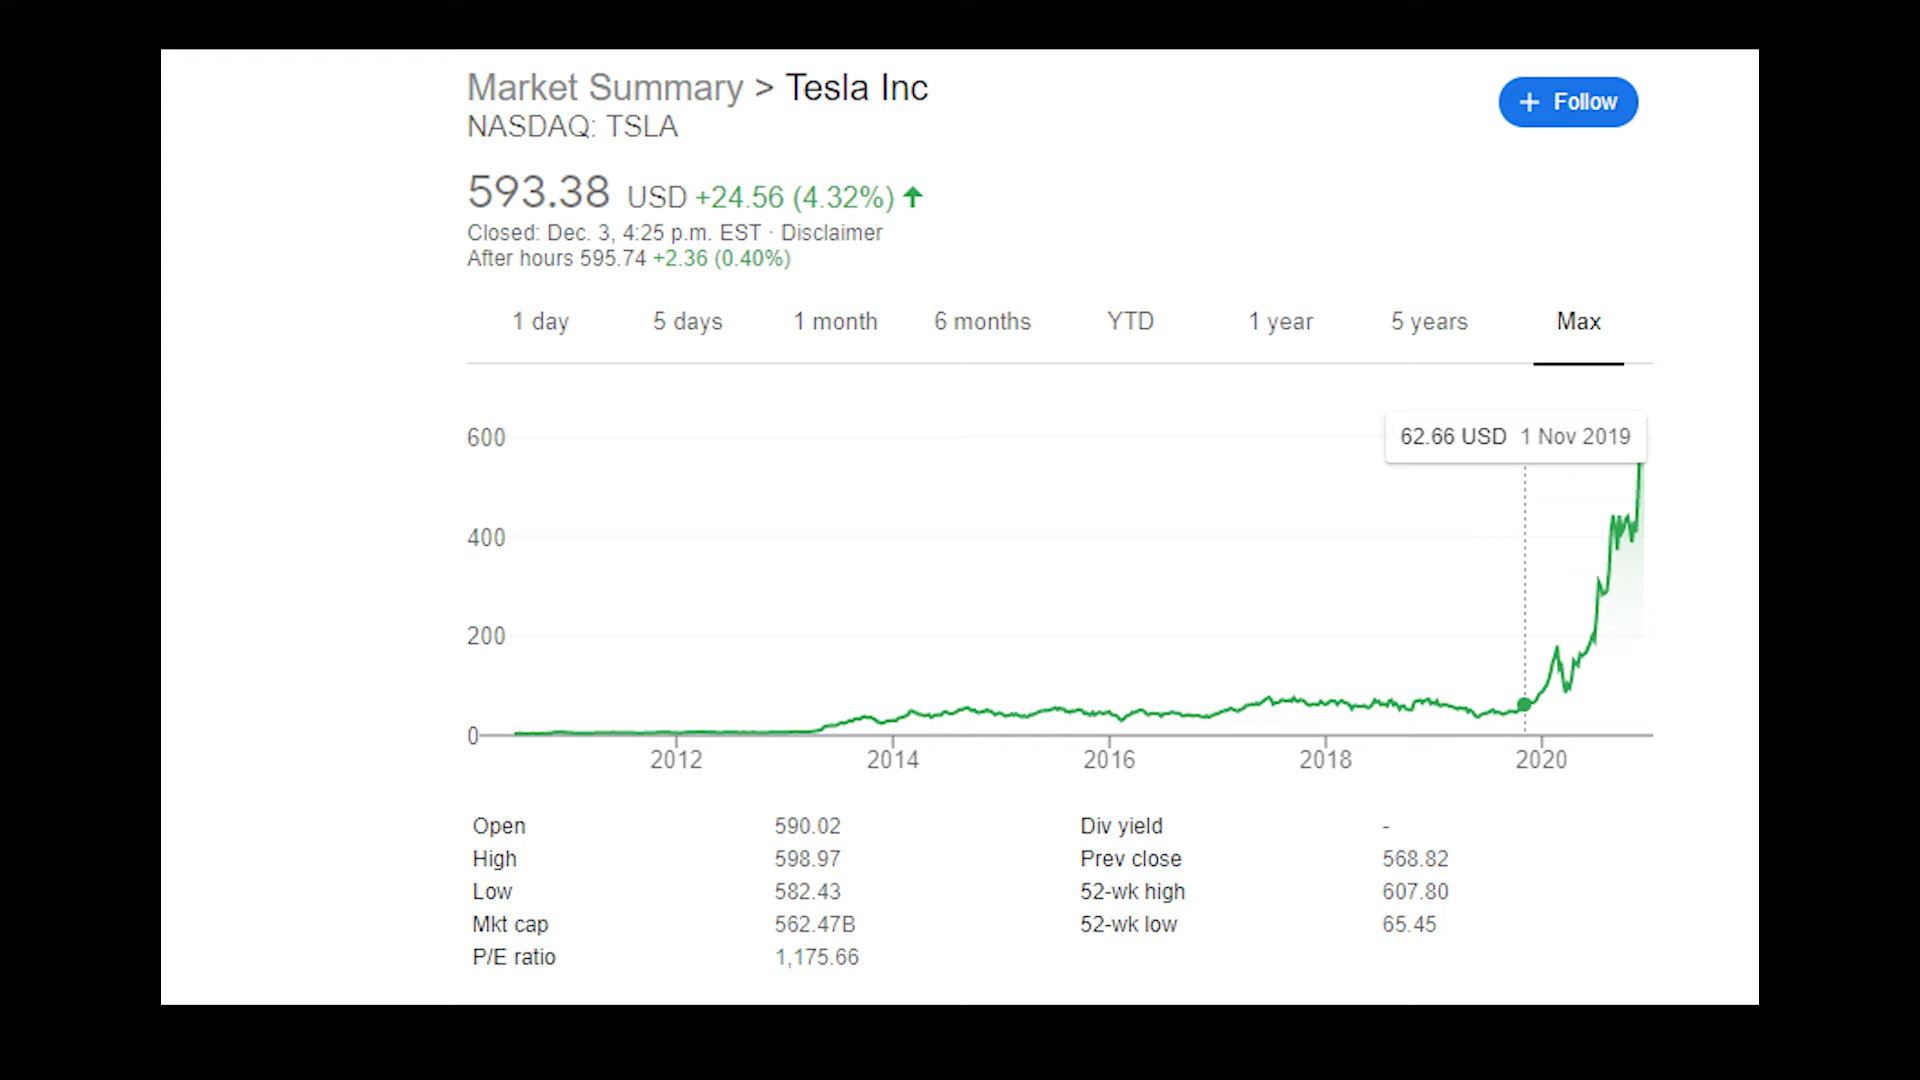 Market Summary > Tesla Inc
NASDAQ: TSLA
+ Follow
593.38 USD +24.56 (4.32%)
Closed: Dec. 3, 4:25 p.m. EST · Disclaimer
After hours 595.74 +2.36 (0.40%)
1 day 5 days 1 month 6 months YTD 1 year 5 years Max
62.66 USD 1 Nov 2019
600
400
200
0
2012 2014 2016 2018 2020
Open 590.02 Div yield -
High 598.97 Prev close 568.82
Low 582.43 52-wk high 607.80
Mkt cap 562.47B 52-wk low 65.45
P/E ratio 1,175.66